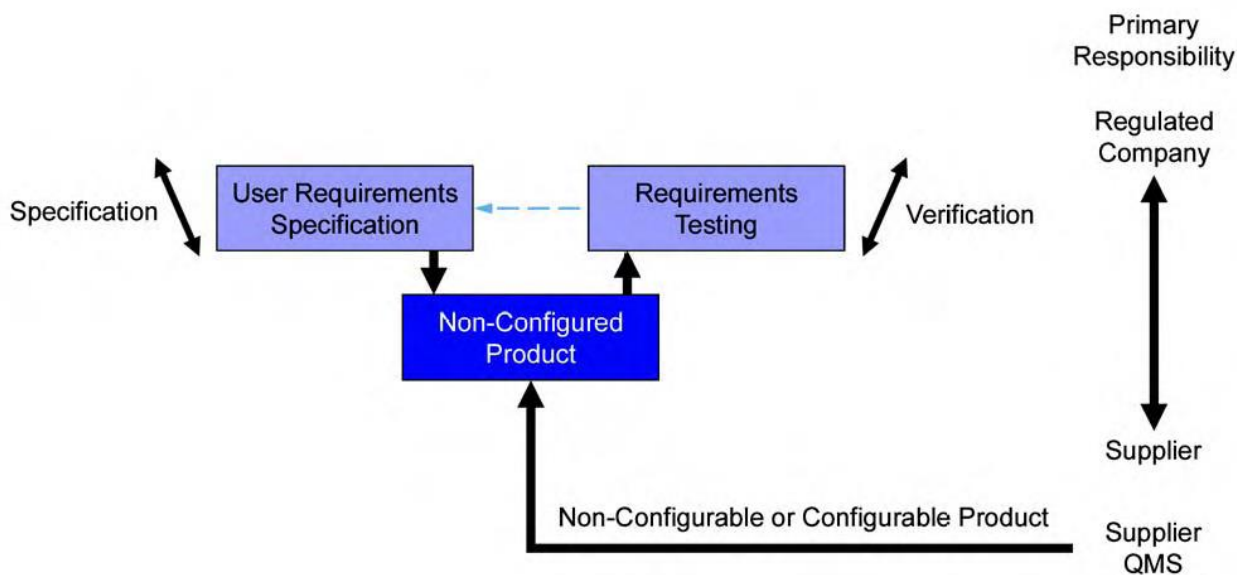 Primary
Responsibility
Regulated
Company
Specification
User Requirements
Specification
Requirements
Testing
Verification
Non-Configured
Product
Supplier
Non-Configurable or Configurable Product
Supplier
QMS